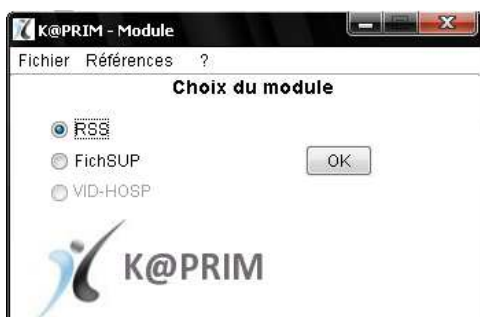 K@PRIM - Module
Fichier Références ?
Choix du module
RSS
FichSUP
OK
VID-HOSP
K@PRIM